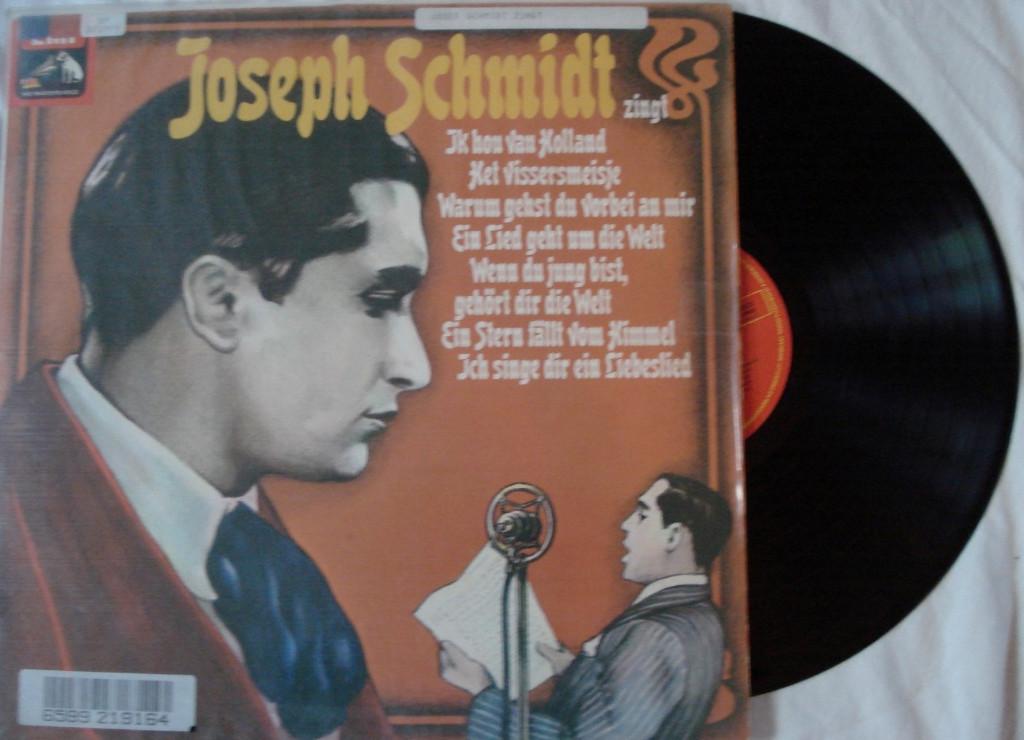 Joseph Schmidt zingt
Ik hou van Holland
Het vissersmeisje
Warum gehst du vorbei an mir
Ein Lied geht um die Welt
Wenn du jung bist,
gehört dir die Welt
Ein Stern fällt vom Himmel
Ich singe dir ein Liebeslied
6599 219164